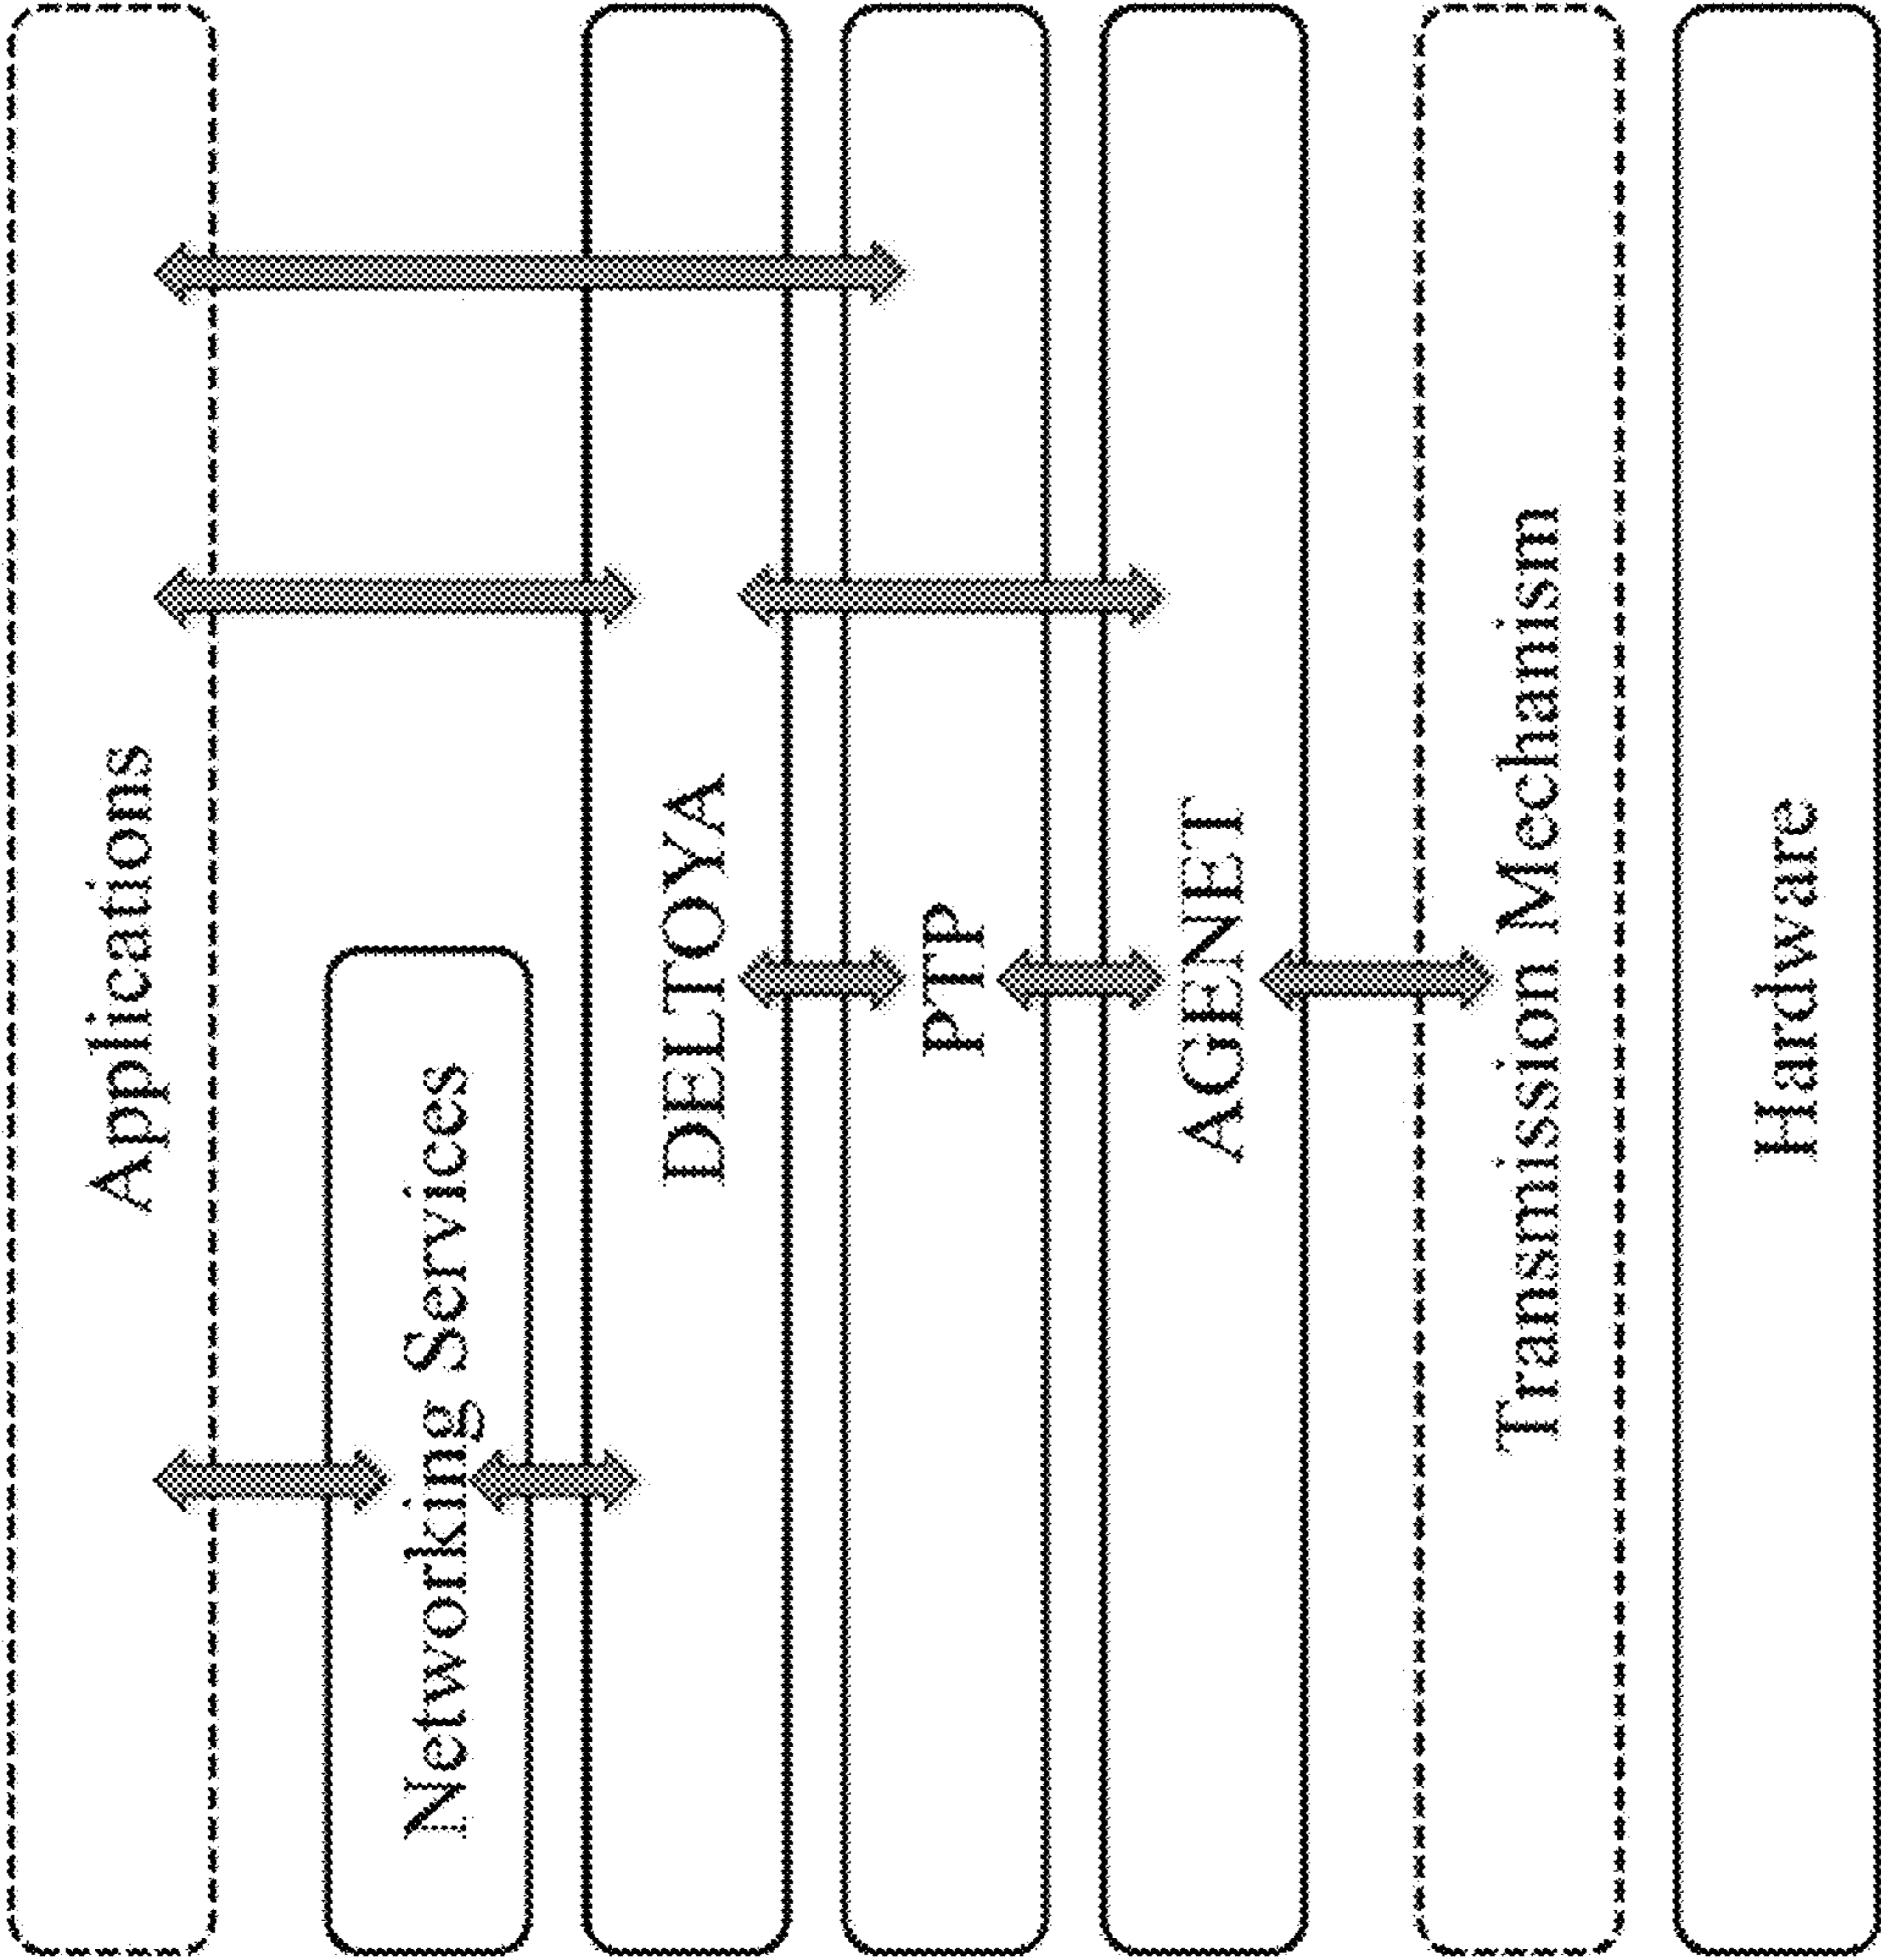 Applications
Networking Services
DELTOYA
PTP
AGENET
Transmission Mechanism
Hardware